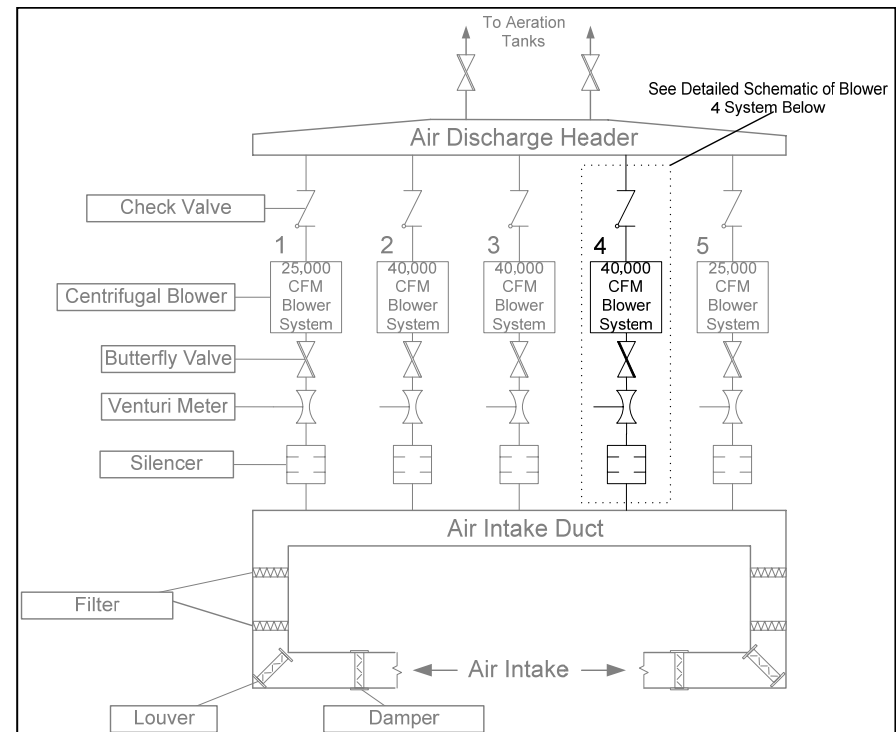 To Aeration
Tanks
See Detailed Schematic of Blower
4 System Below
Air Discharge Header
Check Valve
1
2
3
4
5
25,000
CFM
Blower
System
40,000
CFM
Blower
System
40,000
CFM
Blower
System
40,000
CFM
Blower
System
25,000
CFM
Blower
System
Centrifugal Blower
Butterfly Valve
Venturi Meter
Silencer
Air Intake Duct
Filter
Air Intake
Louver
Damper